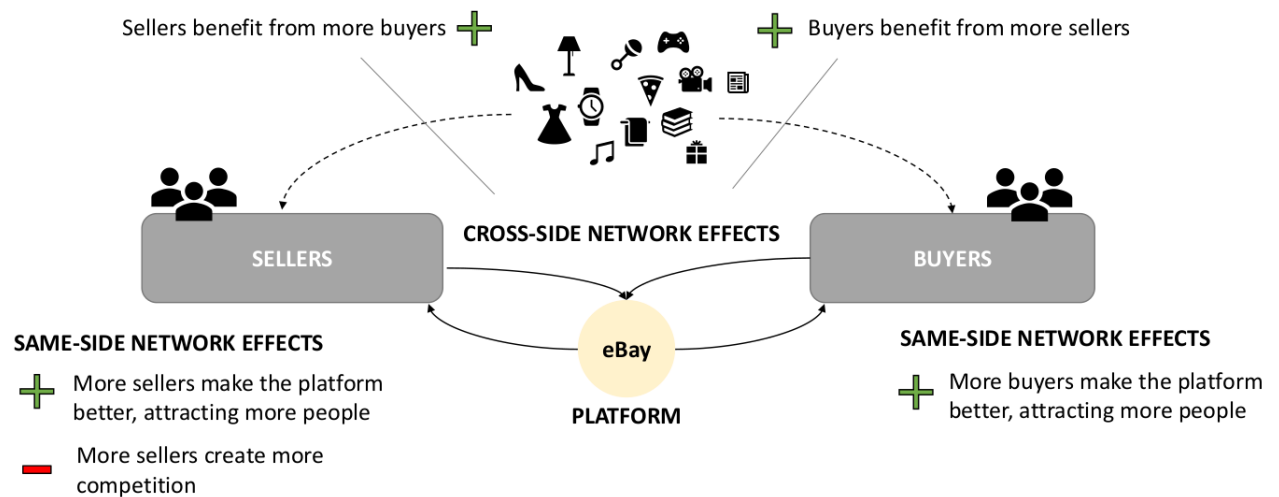 Sellers benefit from more buyers
Buyers benefit from more sellers
CROSS-SIDE NETWORK EFFECTS
SELLERS
BUYERS
eBay
PLATFORM
SAME-SIDE NETWORK EFFECTS
More sellers make the platform
better, attracting more people
More sellers create more
competition
SAME-SIDE NETWORK EFFECTS
More buyers make the platform
better, attracting more people